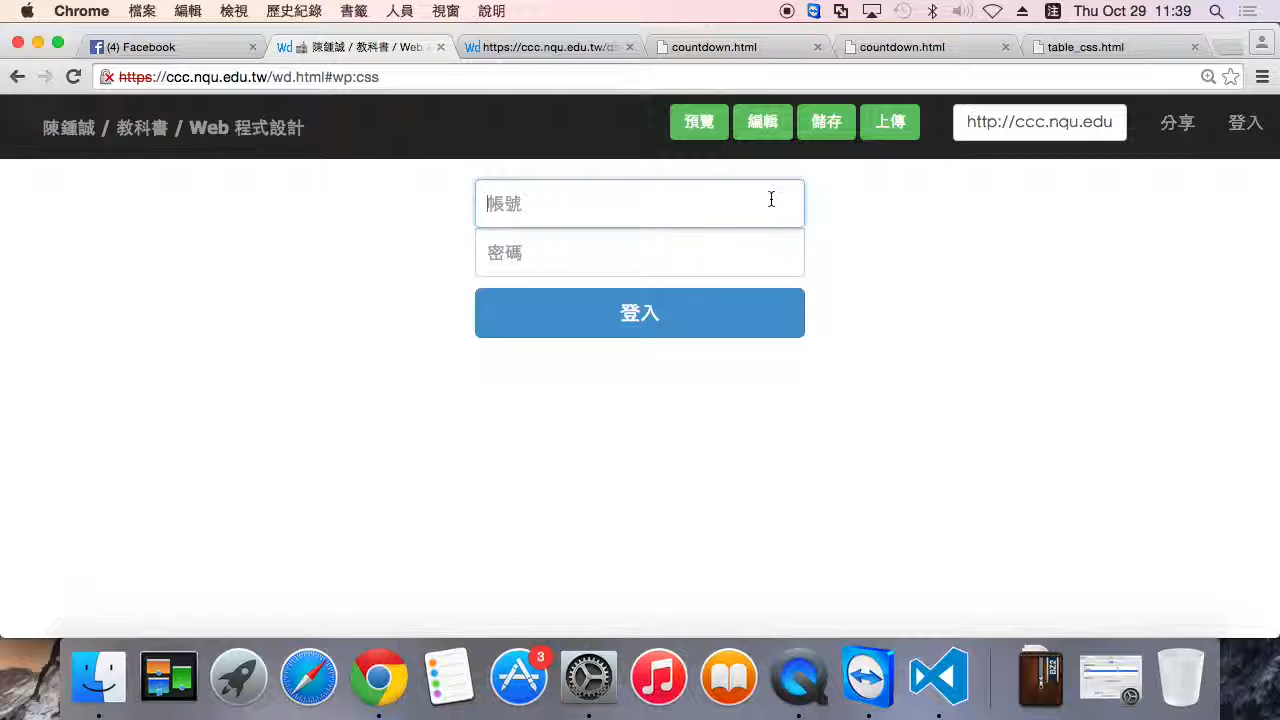 Chrome 檔案 編輯 檢視 歷史紀錄 書籤 人員 視窗 說明 注 Thu Oct 29 11:39
(4) Facebook
陳鍾誠 / 教科書 / Web
https://ccc.nqu.edu.tw/d
countdown.html
countdown.html
table_css.html
https://ccc.nqu.edu.tw/wd.html#wp:css
陳鍾誠 / 教科書 / Web 程式設計
預覽 編輯 儲存 上傳 http://ccc.nqu.edu 分享 登入
帳號
密碼
登入
3